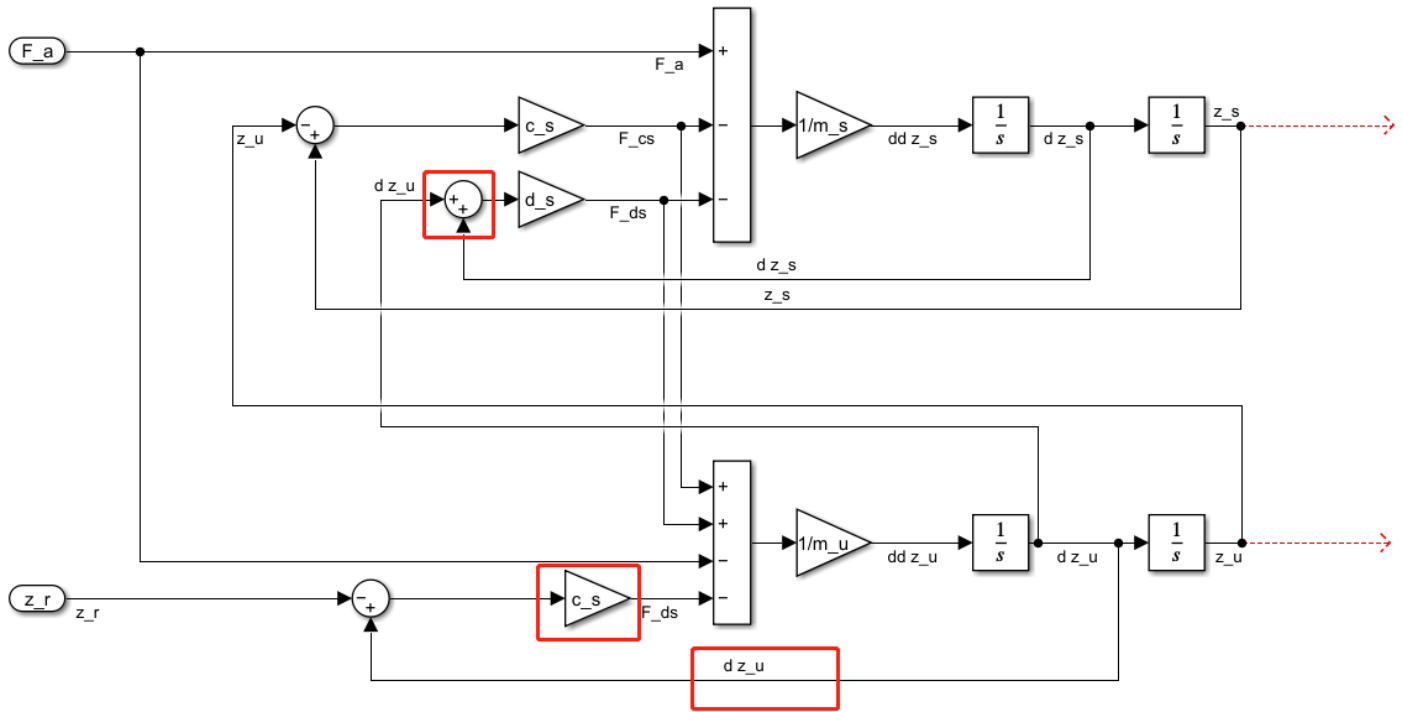 F_a
+
F_a
z_u
−
+
c_s
F_cs
−
1/m_s
dd z_s
1
s
d z_s
1
s
z_s
d z_u
+
+
d_s
F_ds
−
d z_s
z_s
+
+
−
−
1/m_u
dd z_u
1
s
d z_u
1
s
z_u
z_r
z_r
−
+
c_s
F_ds
d z_u